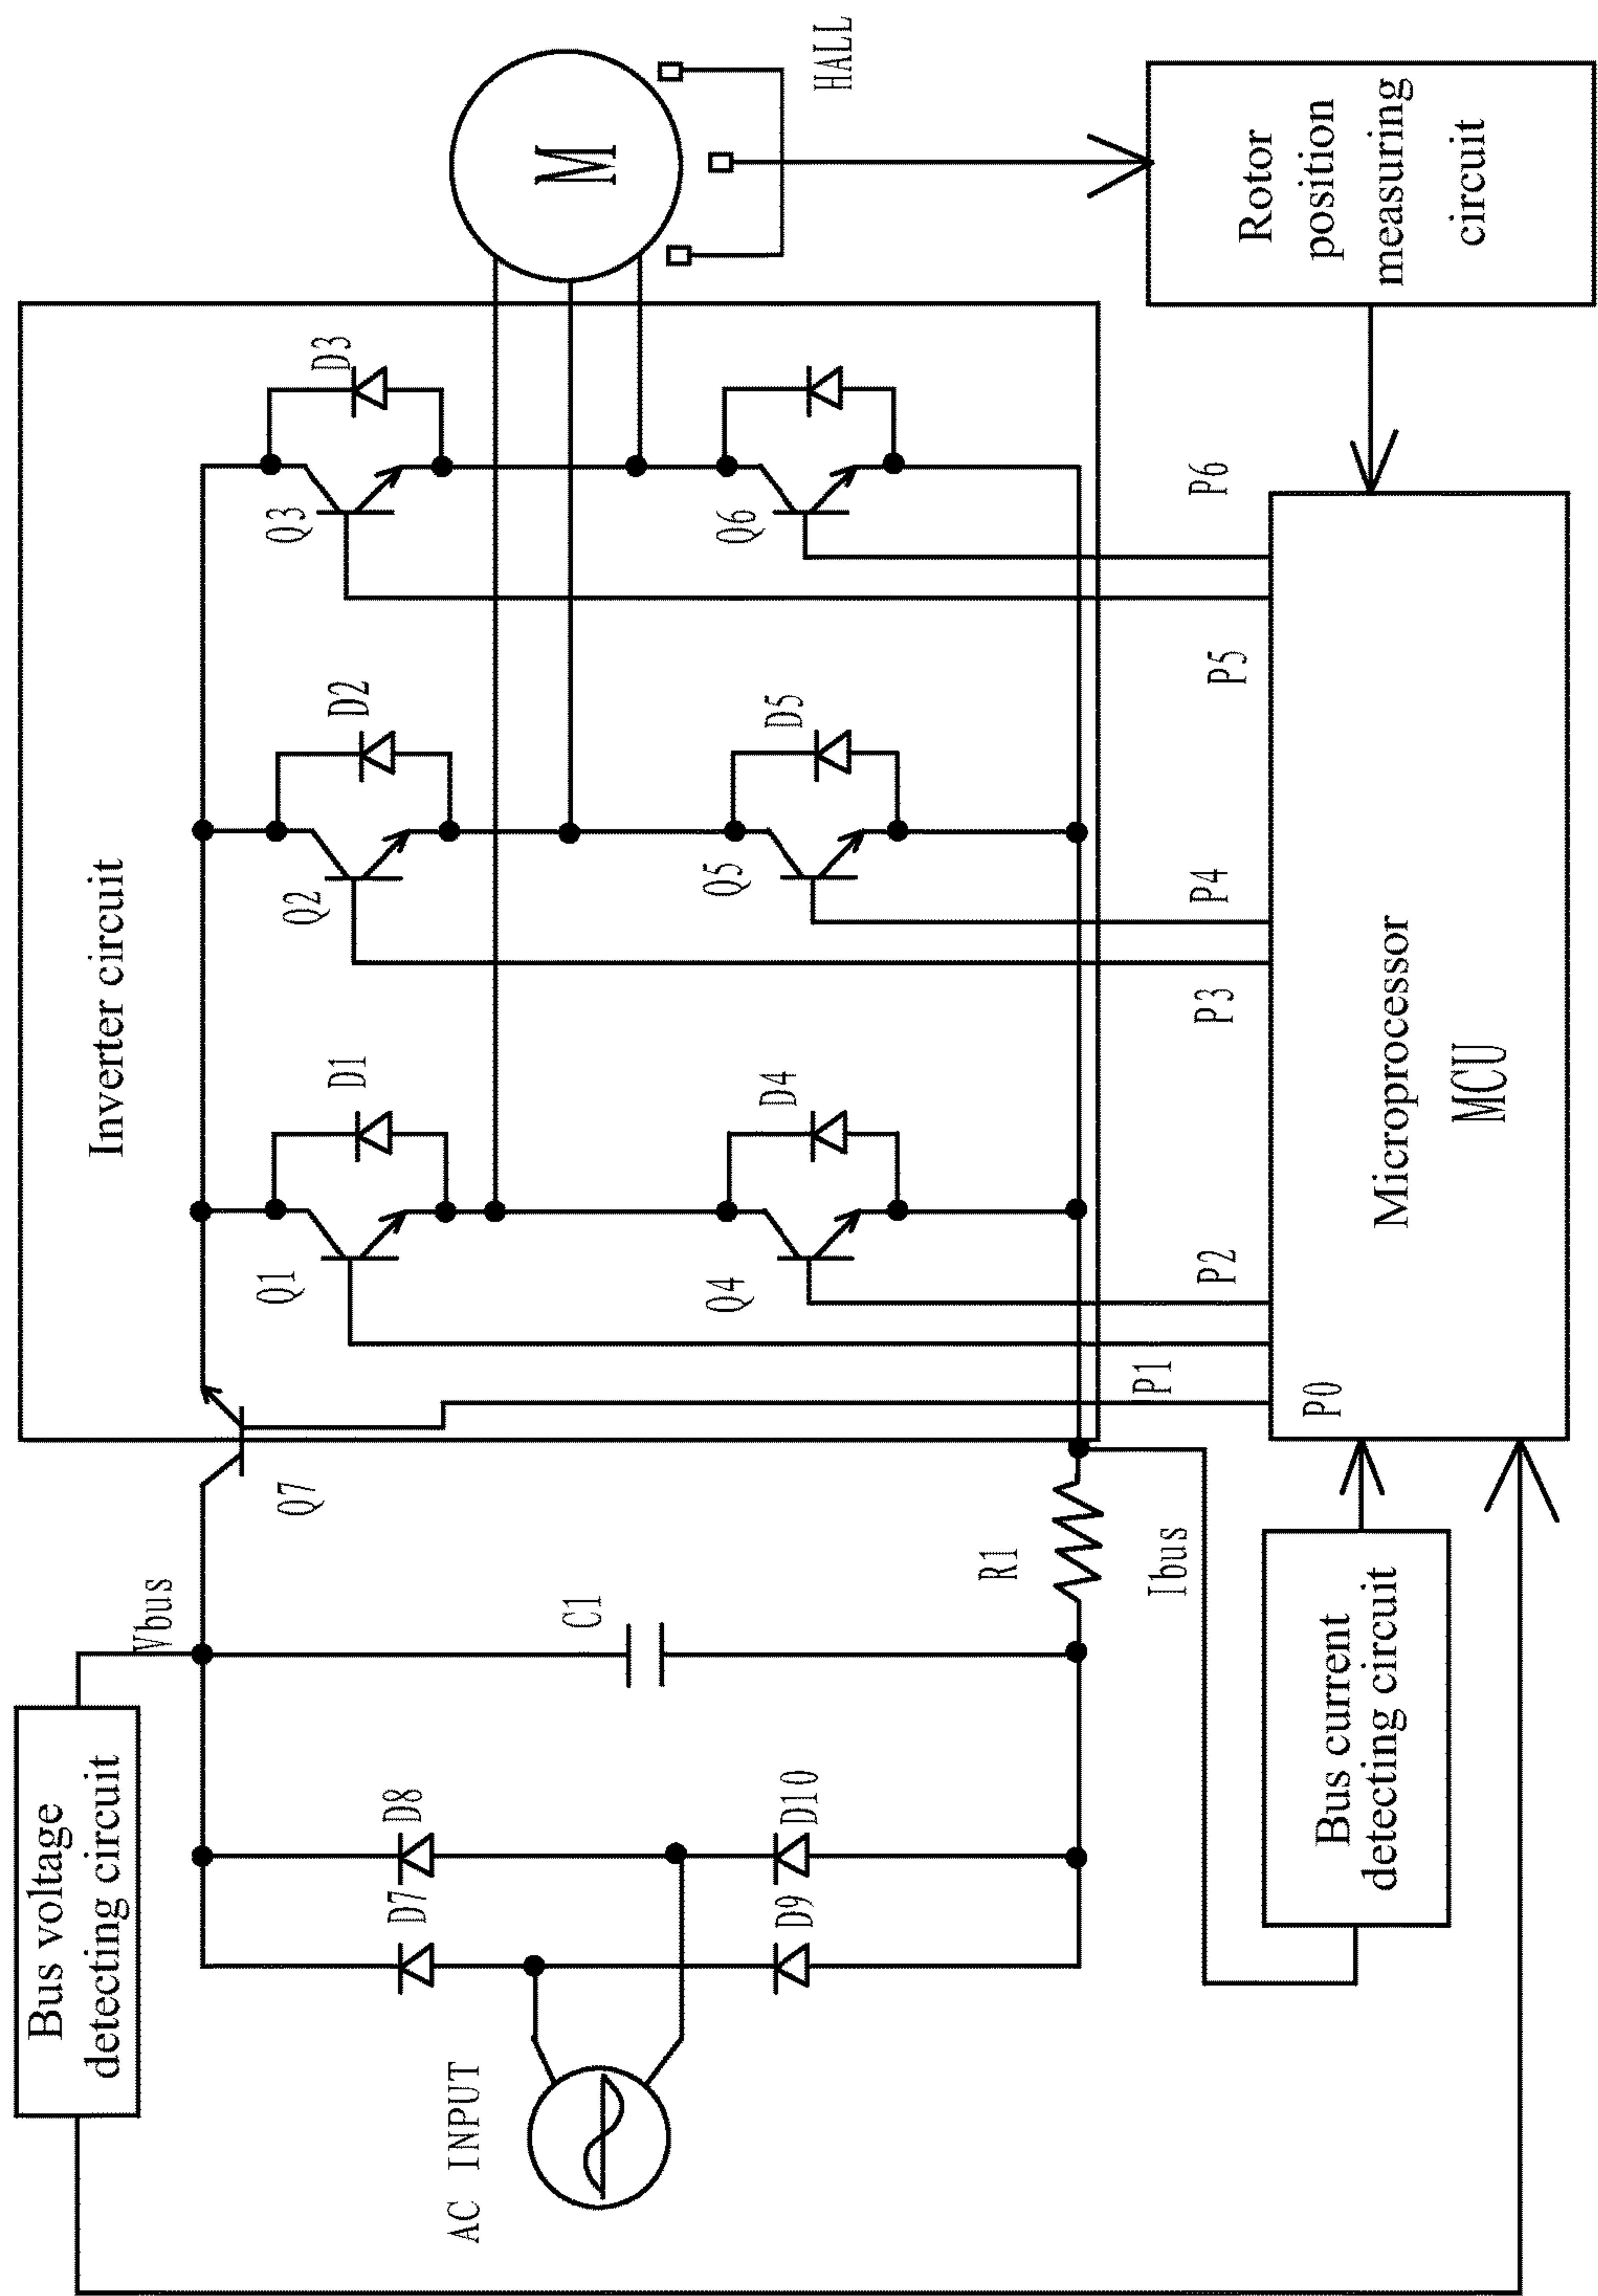 Bus voltage
detecting circuit
Vbus
Inverter circuit
Q7
Q1
D1
Q2
D2
Q3
D3
D7
D8
C1
AC INPUT
M
HALL
D9
D10
R1
Q4
D4
Q5
D5
Q6
Ibus
P1
P2
P3
P4
P5
P6
P0
Bus current
detecting circuit
Microprocessor
MCU
Rotor
position
measuring
circuit